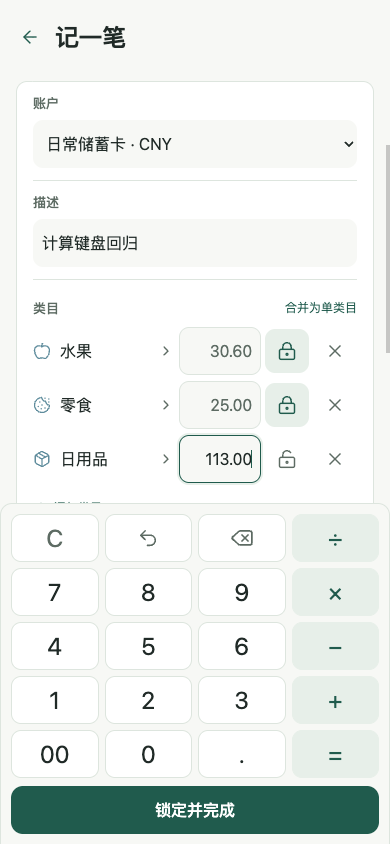 记一笔
账户
日常储蓄卡 · CNY
描述
计算键盘回归
类目 合并为单类目
水果 30.60
零食 25.00
日用品 113.00
C ÷
7 8 9 ×
4 5 6 −
1 2 3 +
00 0 . =
锁定并完成